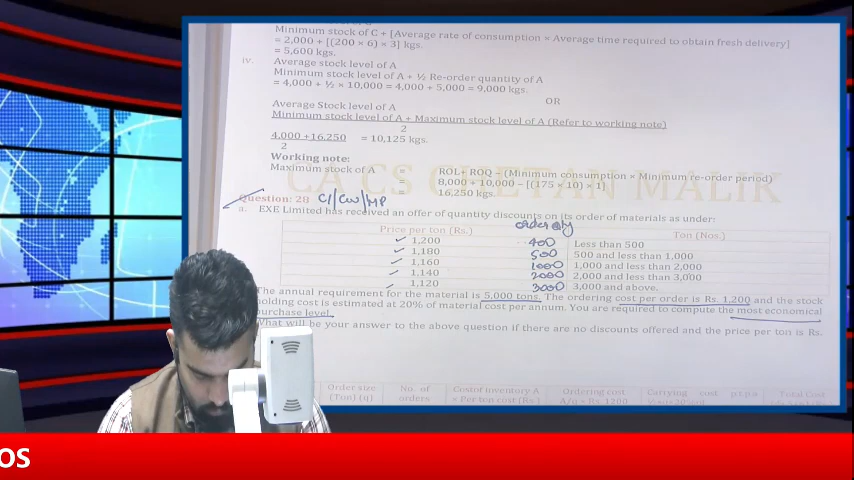 Minimum stock of C + [Average rate of consumption × Average time required to obtain fresh delivery]
= 2,000 + [(200 × 6) × 3] kgs.
= 5,600 kgs.
iv. Average stock level of A
Minimum stock level of A + ½ Re-order quantity of A
= 4,000 + ½ × 10,000 = 4,000 + 5,000 = 9,000 kgs.
OR
Average Stock level of A
Minimum stock level of A + Maximum stock level of A (Refer to working note)
2
4,000 +16,250 = 10,125 kgs.
2
Working note:
Maximum stock of A = ROL+ ROQ – (Minimum consumption × Minimum re-order period)
= 8,000 + 10,000 – [(175 × 10) × 1]
= 16,250 kgs.
CA CS CHETAN MALIK
Question: 28 CI/CW/HP
a. EXE Limited has received an offer of quantity discounts on its order of materials as under:
order qty
Price per ton (Rs.) Ton (Nos.)
1,200 400 Less than 500
1,180 500 500 and less than 1,000
1,160 1000 1,000 and less than 2,000
1,140 2000 2,000 and less than 3,000
1,120 3000 3,000 and above.
The annual requirement for the material is 5,000 tons. The ordering cost per order is Rs. 1,200 and the stock
holding cost is estimated at 20% of material cost per annum. You are required to compute the most economical
purchase level.
What will be your answer to the above question if there are no discounts offered and the price per ton is Rs.
Order size No. of Cost of inventory A Ordering cost Carrying cost p.t.p.a Total Cost
(Ton) (q) orders × Per ton cost (Rs) A/q × Rs 1200
OS